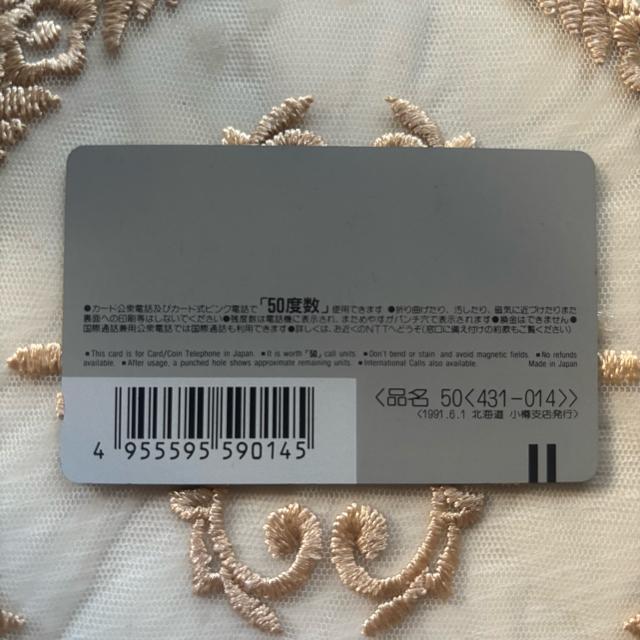 ●カード公衆電話及びカード式ピンク電話で「50度数」使用できます ●折り曲げたり、汚したり、磁気に近づけたりまた
裏面への印刷等はしないでください●残度数は電話機に表示され、またためやすがパンチ穴で表示されます●換金はできません●
国際通話兼用公衆電話では国際通話も利用できます●詳しくは、お近くのNTTへどうぞ(窓口に備え付けの約款もご覧ください)
■This card is for Card/Coin Telephone in Japan. ■It is worth「50」call units ■Don't bend or stain and avoid magnetic fields. ■No refunds
available. ■After usage, a punched hole shows approximate remaining units. ■International Calls also available. Made in Japan
〈品名 50〈431-014〉〉
〈1991.6.1 北海道 小樽支店発行〉
4 955595 590145